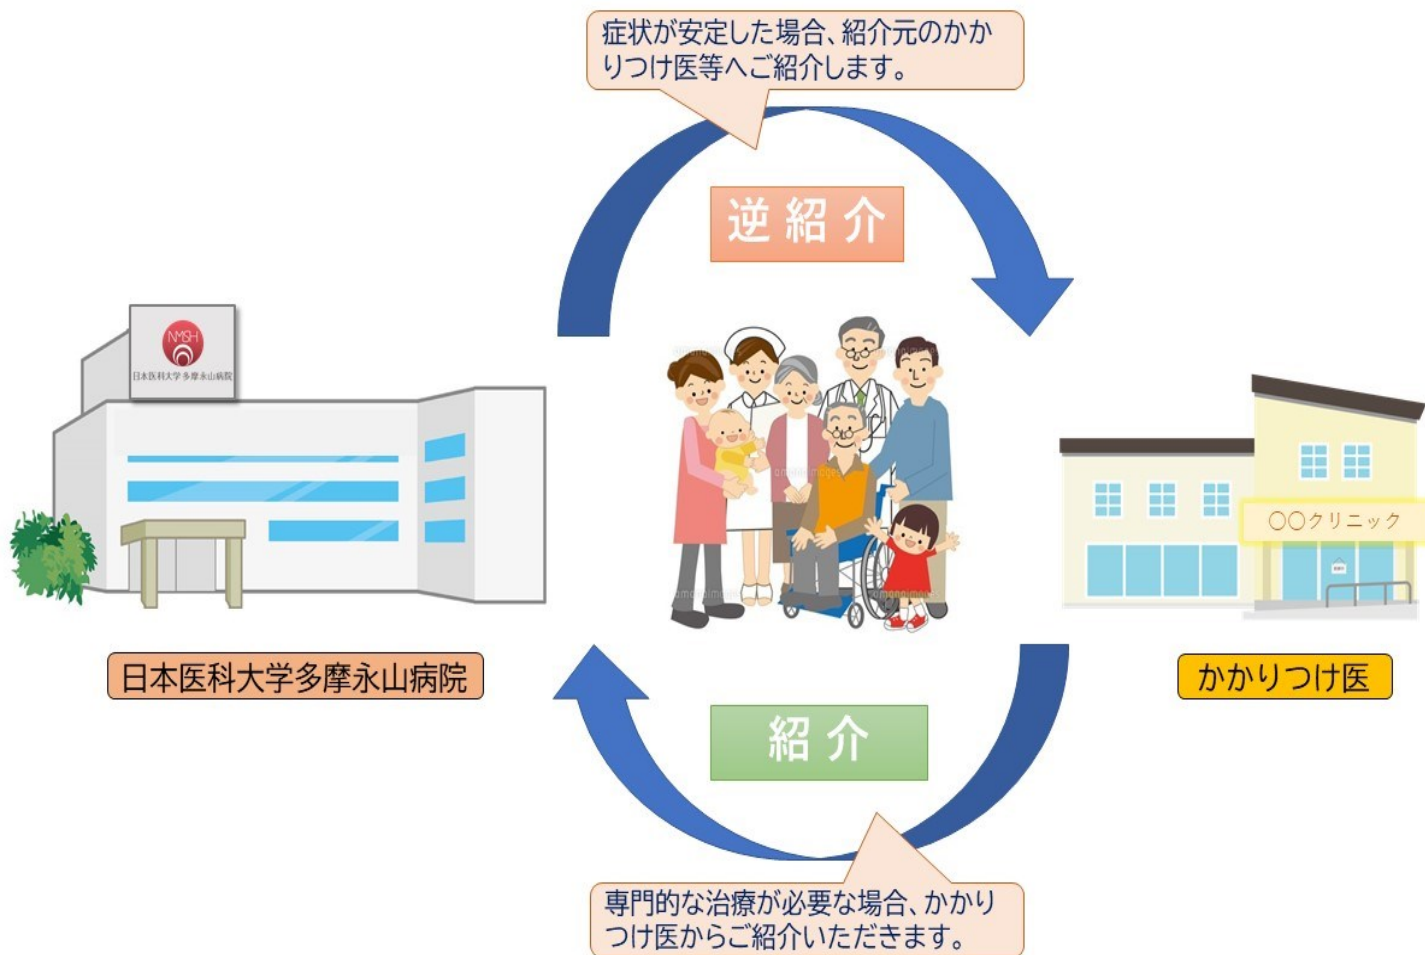 症状が安定した場合、紹介元のかか
りつけ医等へご紹介します。
逆紹介
NMSH
日本医科大学多摩永山病院
amanaimages
〇〇クリニック
日本医科大学多摩永山病院
かかりつけ医
紹介
専門的な治療が必要な場合、かかり
つけ医からご紹介いただきます。